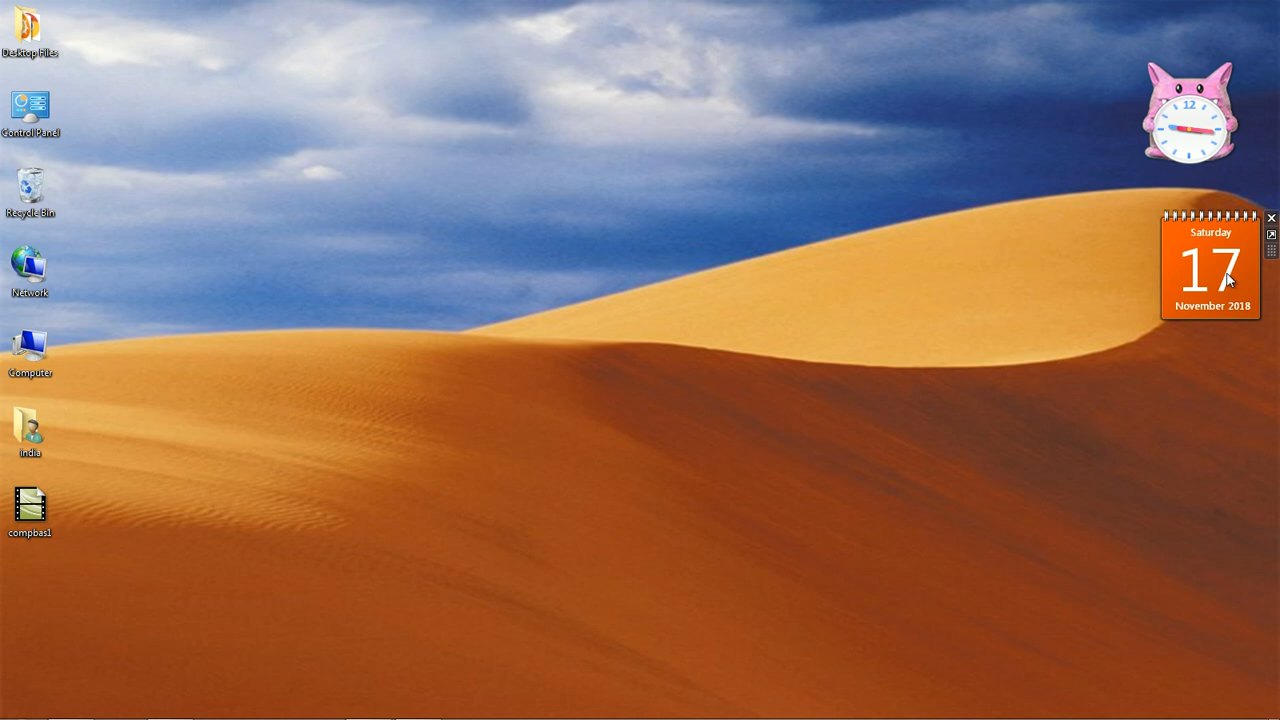 Desktop Files
Control Panel
Recycle Bin
Network
Computer
india
compbas1
12
Saturday
17
November 2018